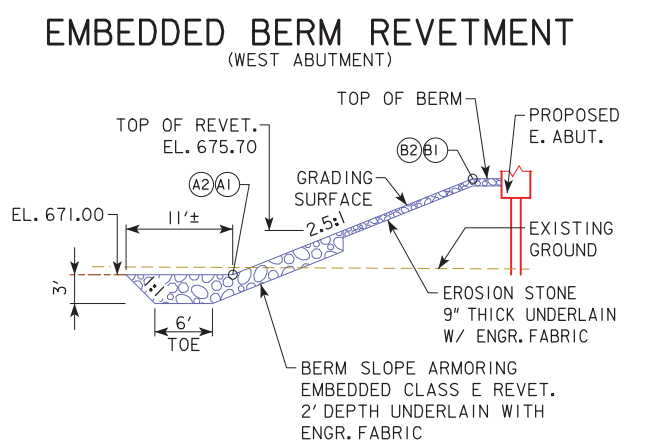 EMBEDDED BERM REVETMENT
(WEST ABUTMENT)
TOP OF BERM
PROPOSED
E. ABUT.
TOP OF REVET.
EL. 675.70
B2 B1
A2 A1
GRADING
SURFACE
EL. 671.00
11'±
2.5:1
EXISTING
GROUND
3'
1:1
6'
TOE
EROSION STONE
9" THICK UNDERLAIN
W/ ENGR. FABRIC
BERM SLOPE ARMORING
EMBEDDED CLASS E REVET.
2' DEPTH UNDERLAIN WITH
ENGR. FABRIC